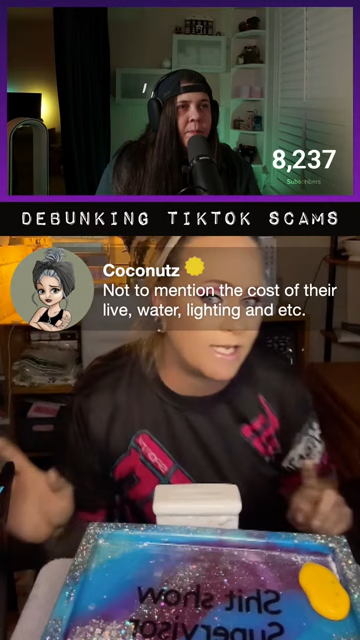 8,237
Subscribers
DEBUNKING TIKTOK SCAMS
Coconutz
Not to mention the cost of their
live, water, lighting and etc.
Shit show
Supervisor